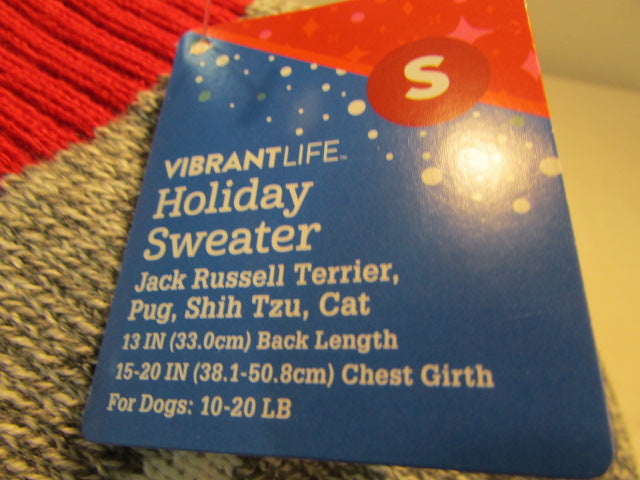 S
VIBRANTLIFE™
Holiday
Sweater
Jack Russell Terrier,
Pug, Shih Tzu, Cat
13 IN (33.0cm) Back Length
15-20 IN (38.1-50.8cm) Chest Girth
For Dogs: 10-20 LB